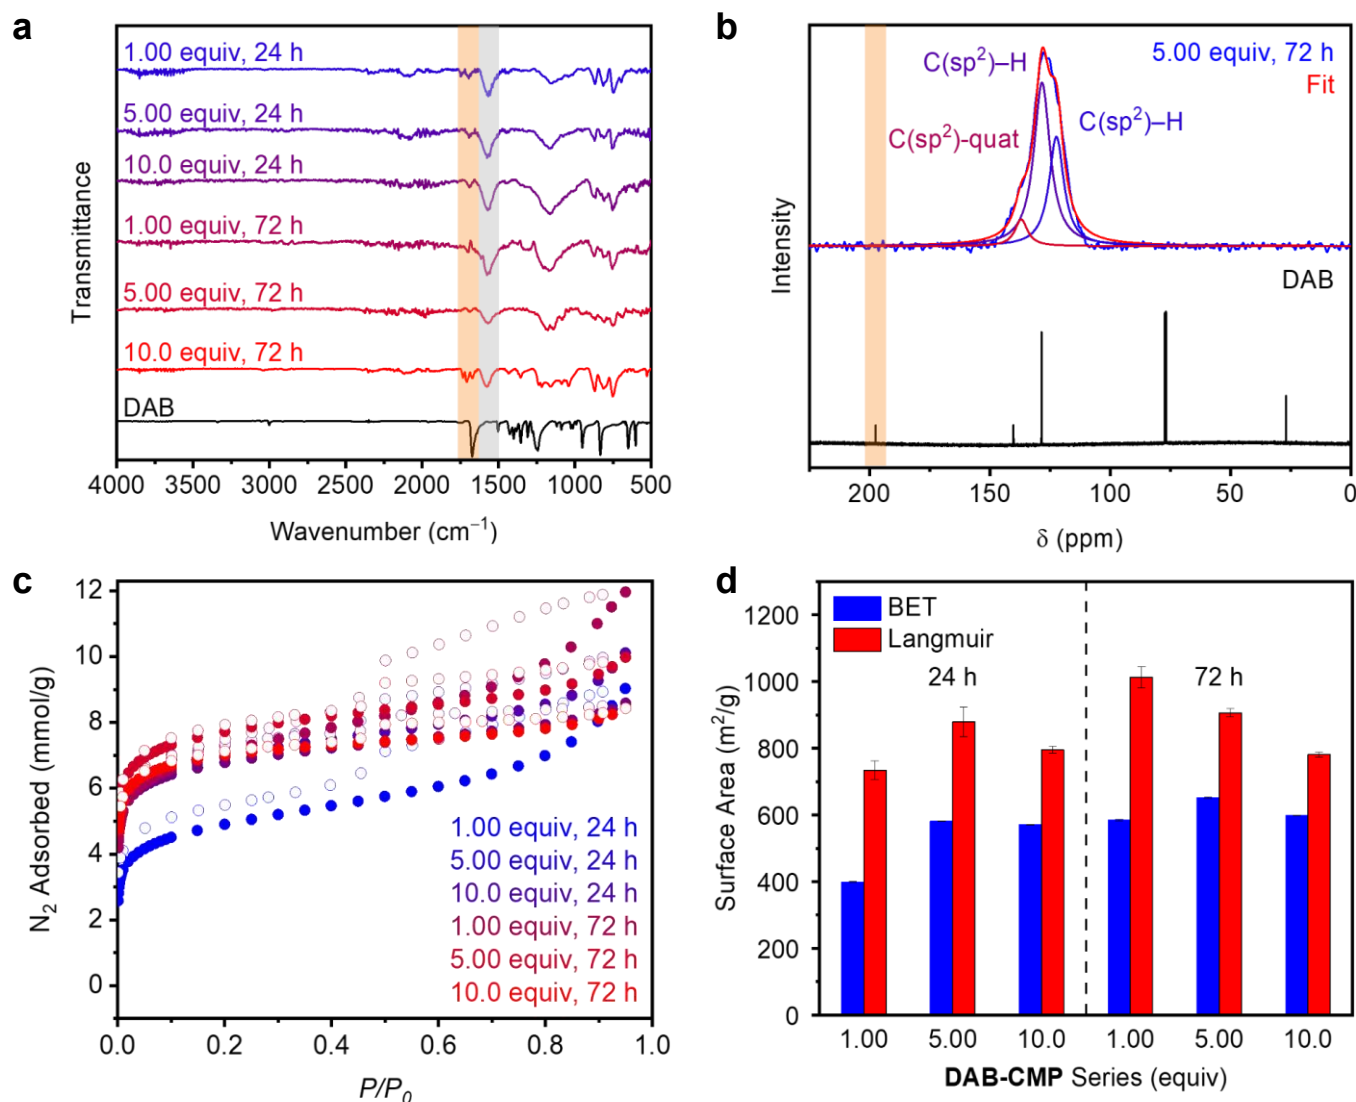 a
1.00 equiv, 24 h
5.00 equiv, 24 h
10.0 equiv, 24 h
1.00 equiv, 72 h
5.00 equiv, 72 h
10.0 equiv, 72 h
DAB
Transmittance
4000 3500 3000 2500 2000 1500 1000 500
Wavenumber (cm⁻¹)
b
5.00 equiv, 72 h
Fit
C(sp²)–H
C(sp²)–H
C(sp²)-quat
DAB
Intensity
200 150 100 50 0
δ (ppm)
c
12
10
8
6
4
2
0
N₂ Adsorbed (mmol/g)
1.00 equiv, 24 h
5.00 equiv, 24 h
10.0 equiv, 24 h
1.00 equiv, 72 h
5.00 equiv, 72 h
10.0 equiv, 72 h
0.0 0.2 0.4 0.6 0.8 1.0
P/P₀
d
BET
Langmuir
24 h
72 h
1200
1000
800
600
400
200
0
Surface Area (m²/g)
1.00 5.00 10.0 1.00 5.00 10.0
DAB-CMP Series (equiv)